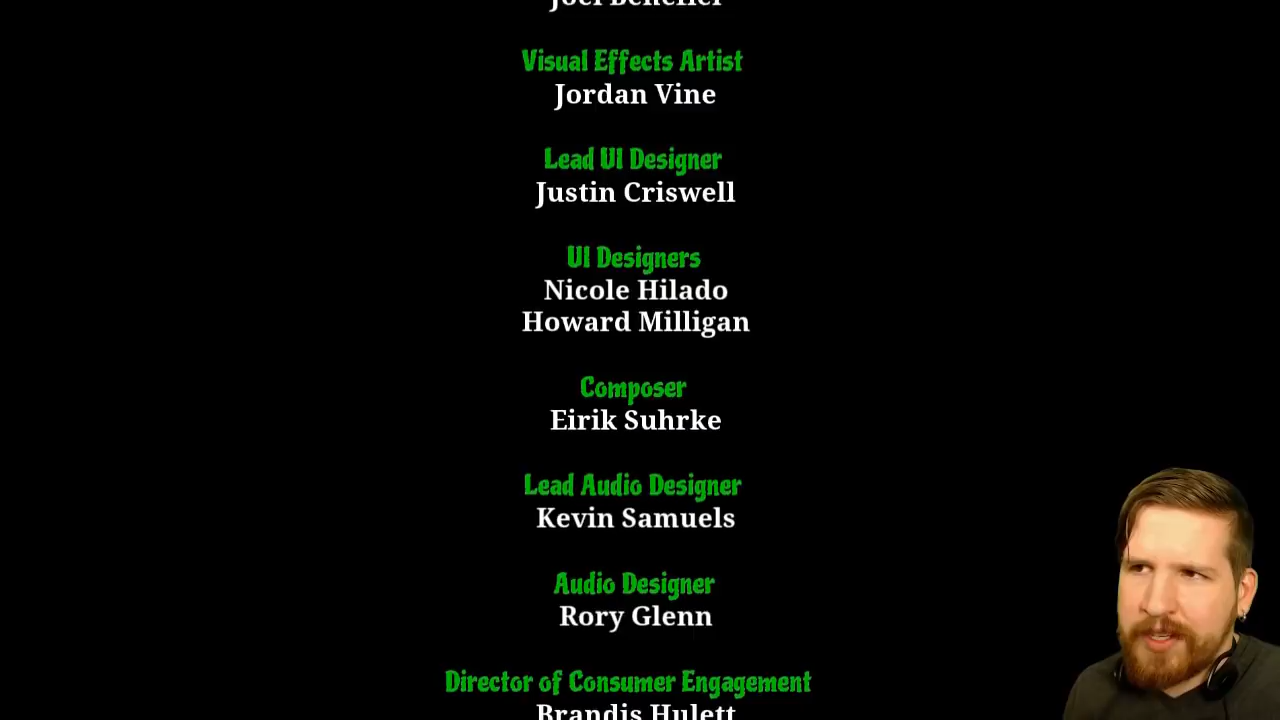 Visual Effects Artist
Jordan Vine
Lead UI Designer
Justin Criswell
UI Designers
Nicole Hilado
Howard Milligan
Composer
Eirik Suhrke
Lead Audio Designer
Kevin Samuels
Audio Designer
Rory Glenn
Director of Consumer Engagement
Brandis Hulett